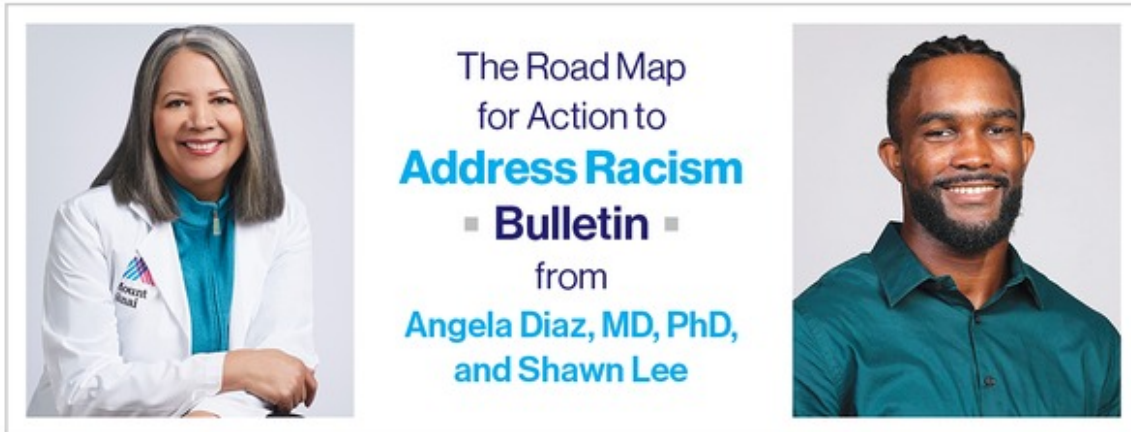 The Road Map
for Action to
Address Racism
Bulletin
from
Angela Diaz, MD, PhD,
and Shawn Lee
Mount
Sinai